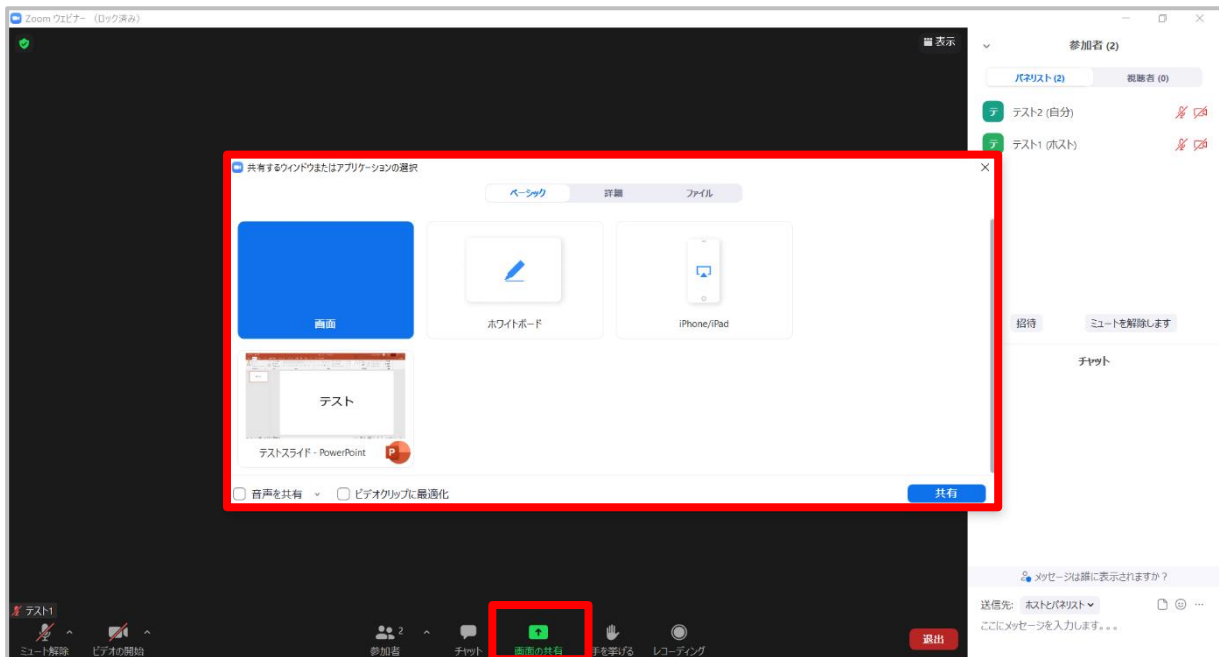 Zoom ウェビナー (ロック済み)
表示
参加者 (2)
パネリスト (2)
視聴者 (0)
テ テスト2 (自分)
テ テスト1 (ホスト)
共有するウィンドウまたはアプリケーションの選択
ベーシック
詳細
ファイル
画面
ホワイトボード
iPhone/iPad
テスト
テストスライド - PowerPoint
P
音声を共有
ビデオクリップに最適化
共有
招待
ミュートを解除します
チャット
メッセージは誰に表示されますか?
送信先: ホストとパネリスト
ここにメッセージを入力します。。。
テスト1
ミュート解除
ビデオの開始
2
参加者
チャット
画面の共有
手を挙げる
レコーディング
退出